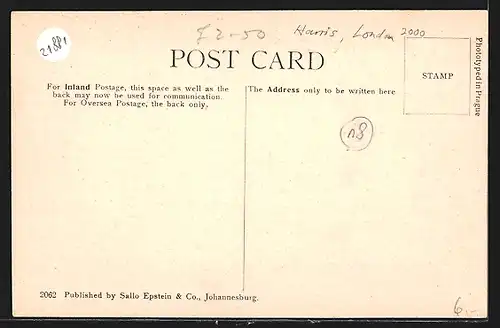 21881
£2-50
Harris, London 2000
POST CARD
For Inland Postage, this space as well as the
back may now be used for communication.
For Oversea Postage, the back only.
The Address only to be written here
STAMP
Phototyped in Prague
n8
2062 Published by Sallo Epstein & Co., Johannesburg.
6.-